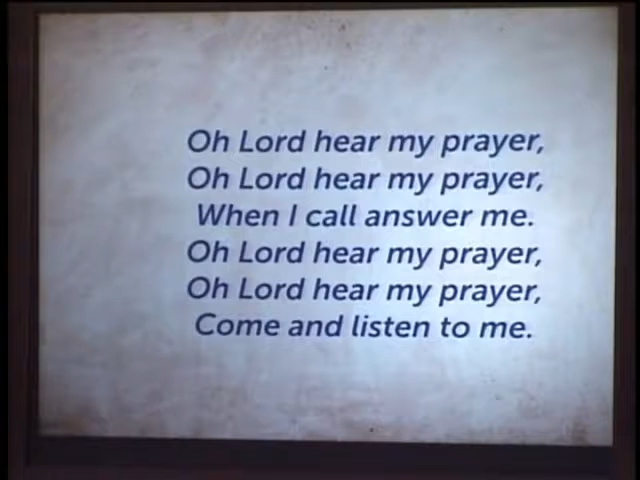 Oh Lord hear my prayer,
Oh Lord hear my prayer,
When I call answer me.
Oh Lord hear my prayer,
Oh Lord hear my prayer,
Come and listen to me.